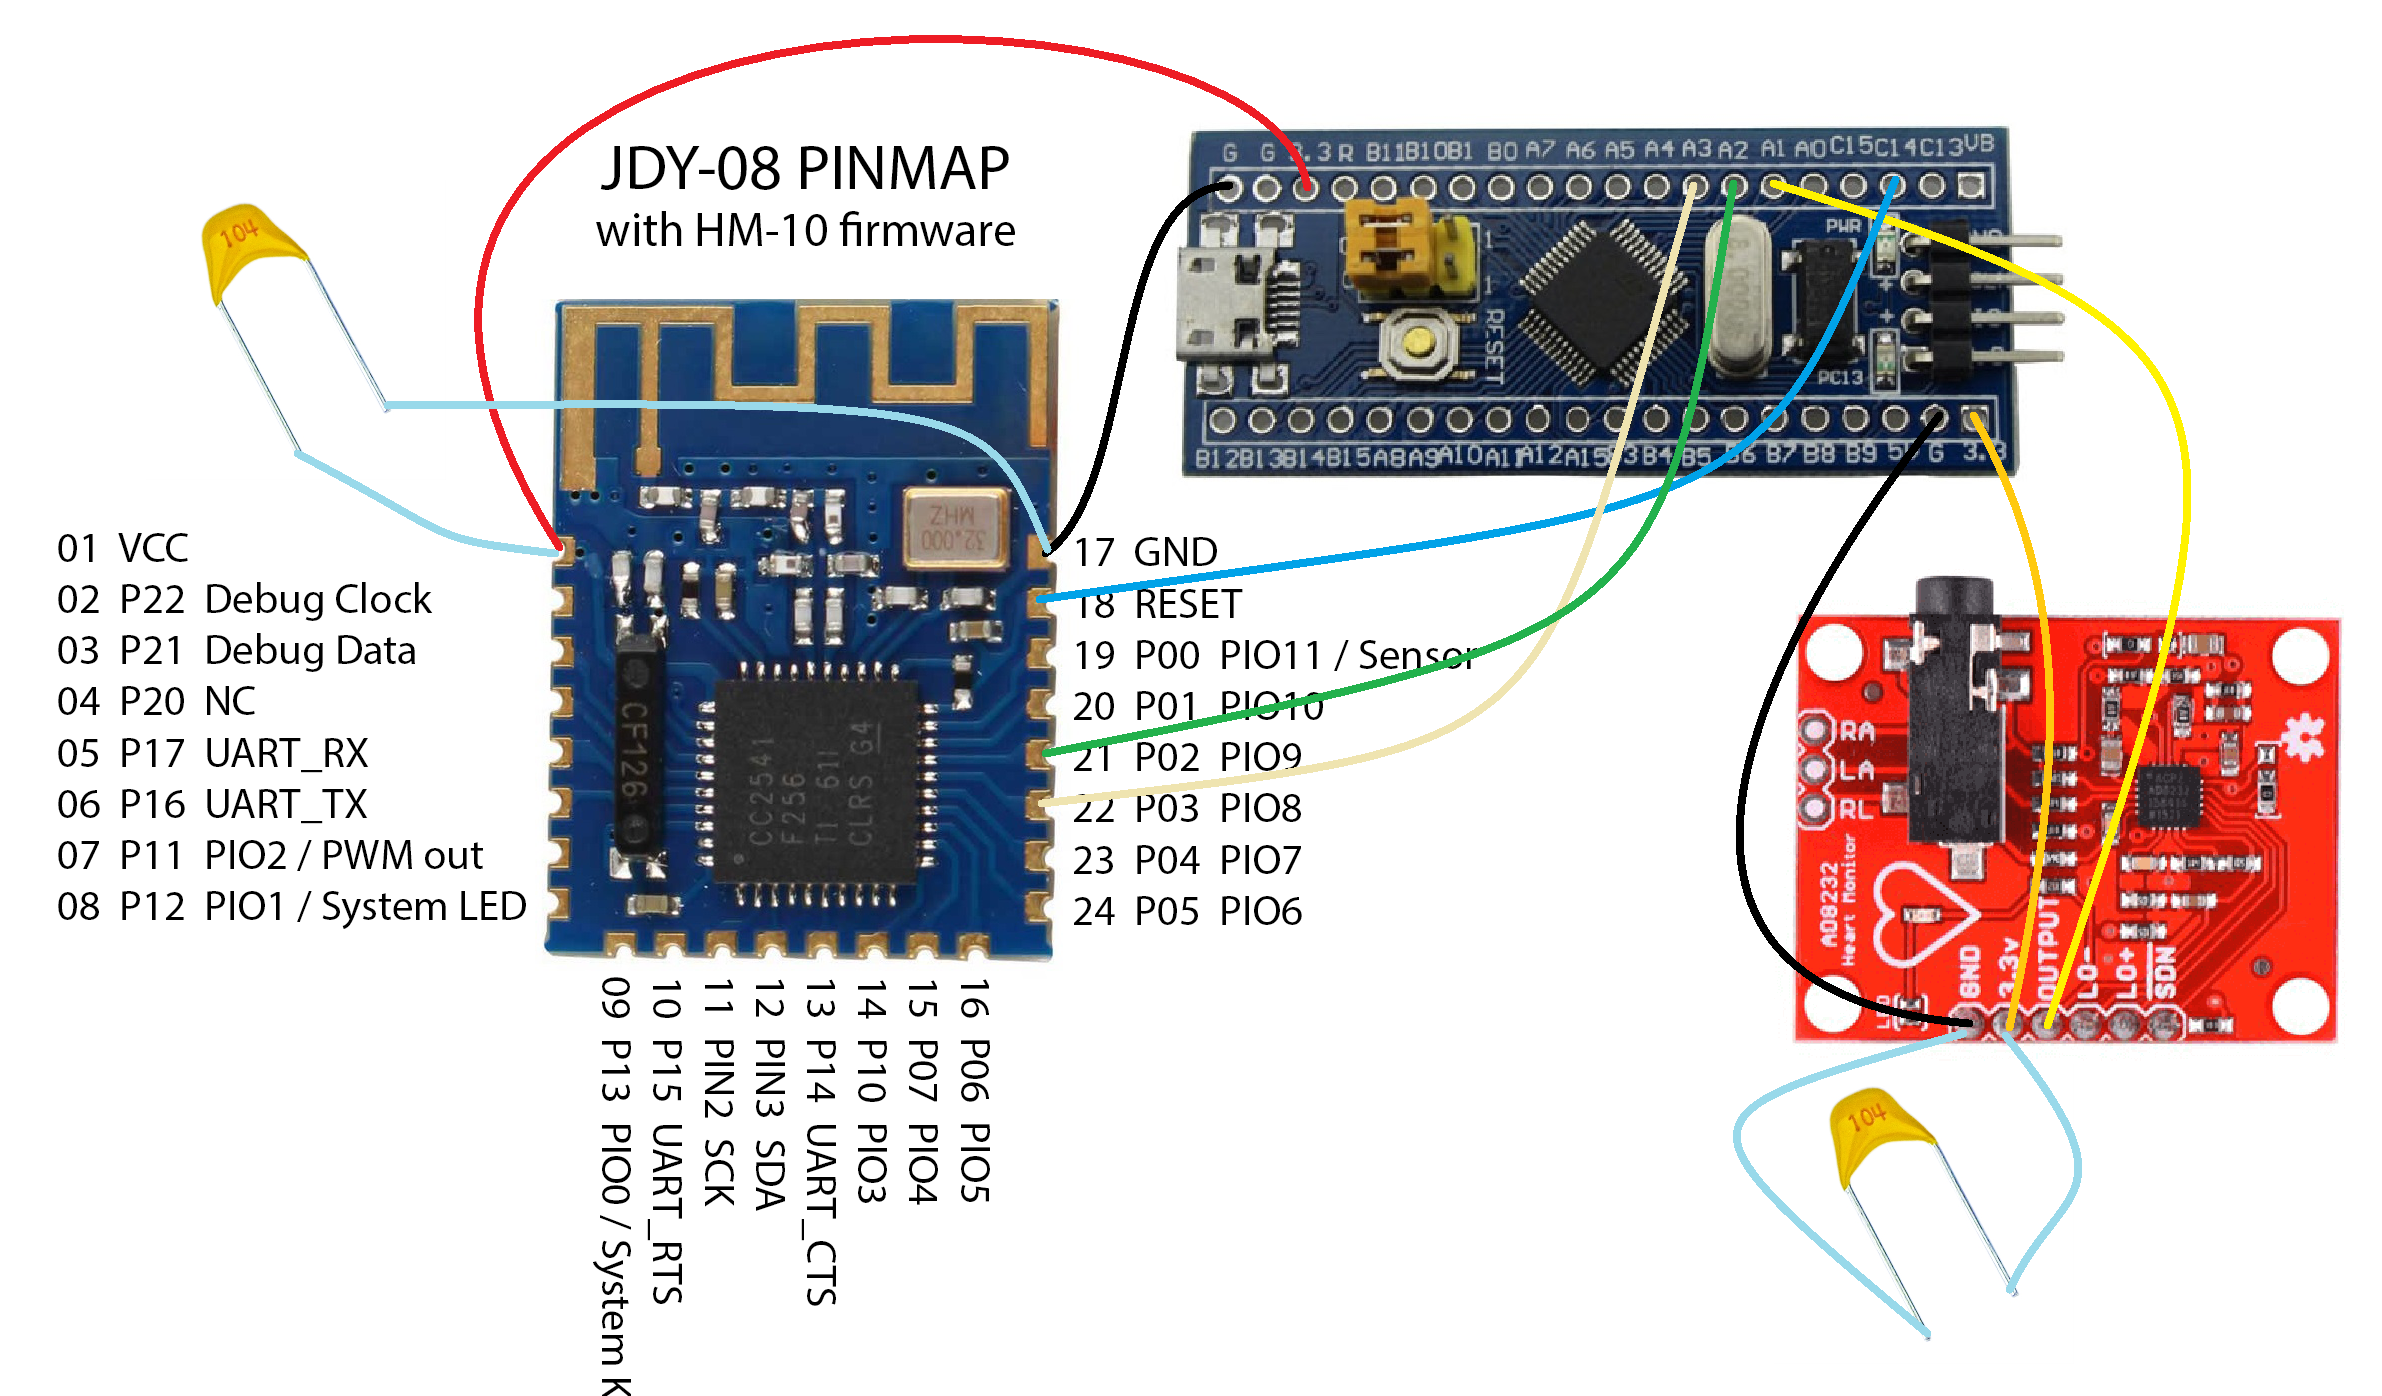 JDY-08 PINMAP
with HM-10 firmware
104
01 VCC
02 P22 Debug Clock
03 P21 Debug Data
04 P20 NC
05 P17 UART_RX
06 P16 UART_TX
07 P11 PIO2 / PWM out
08 P12 PIO1 / System LED
32.000
MHZ
CF126
CC2541
F256
TI 61I
CLRS G4
17 GND
18 RESET
19 P00 PIO11 / Sensor
20 P01 PIO10
21 P02 PIO9
22 P03 PIO8
23 P04 PIO7
24 P05 PIO6
09 P13 PIO0 / System K
10 P15 UART_RTS
11 PIN2 SCK
12 PIN3 SDA
13 P14 UART_CTS
14 P10 PIO3
15 P07 PIO4
16 P06 PIO5
G G 3.3 R B11 B10 B1 B0 A7 A6 A5 A4 A3 A2 A1 A0 C15 C14 C13 VB
PWR
1
1
RESET
PC13
B12 B13 B14 B15 A8 A9 A10 A11 A12 A15 B3 B4 B5 B6 B7 B8 B9 5 G 3.3
RA
LA
RL
AD8232
Heart Monitor
GND
3.3v
OUTPUT
LO-
LO+
SDN
104